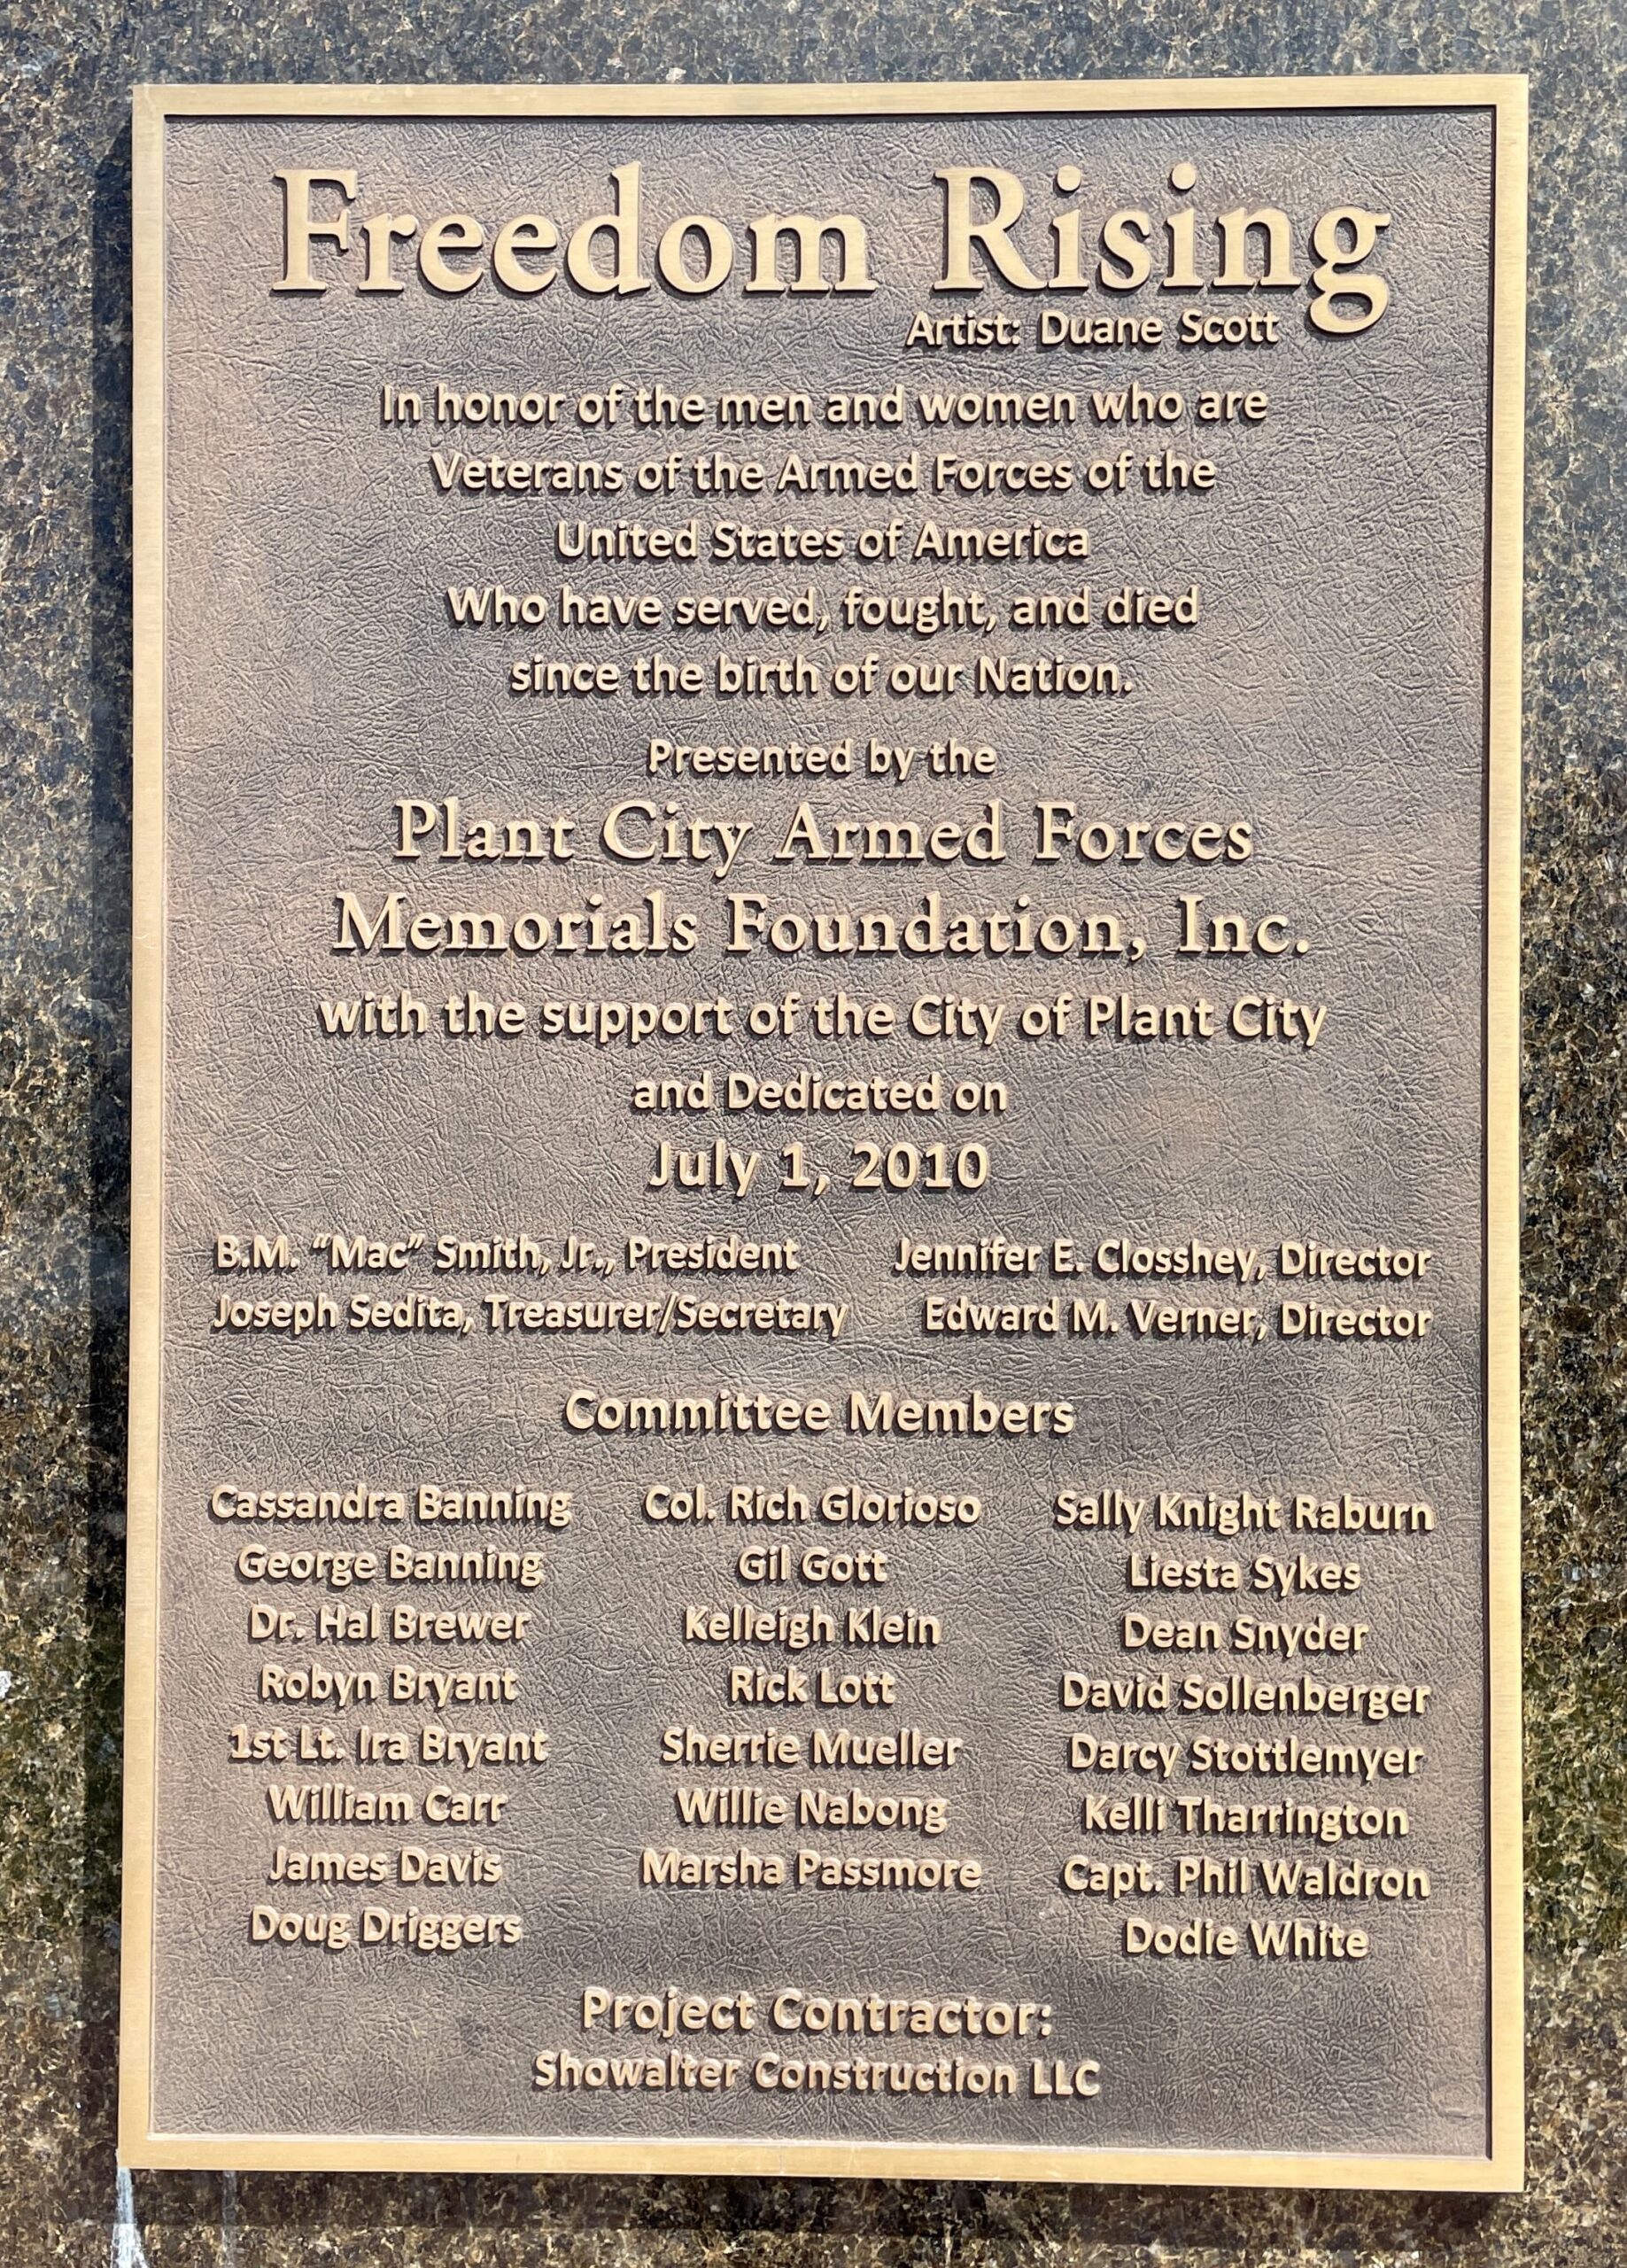 Freedom Rising
Artist: Duane Scott
In honor of the men and women who are
Veterans of the Armed Forces of the
United States of America
Who have served, fought, and died
since the birth of our Nation.
Presented by the
Plant City Armed Forces
Memorials Foundation, Inc.
with the support of the City of Plant City
and Dedicated on
July 1, 2010
B.M. “Mac” Smith, Jr., President
Joseph Sedita, Treasurer/Secretary
Jennifer E. Closshey, Director
Edward M. Verner, Director
Committee Members
Cassandra Banning
George Banning
Dr. Hal Brewer
Robyn Bryant
1st Lt. Ira Bryant
William Carr
James Davis
Doug Driggers
Col. Rich Glorioso
Gil Gott
Kelleigh Klein
Rick Lott
Sherrie Mueller
Willie Nabong
Marsha Passmore
Sally Knight Raburn
Liesta Sykes
Dean Snyder
David Sollenberger
Darcy Stottlemyer
Kelli Tharrington
Capt. Phil Waldron
Dodie White
Project Contractor:
Showalter Construction LLC